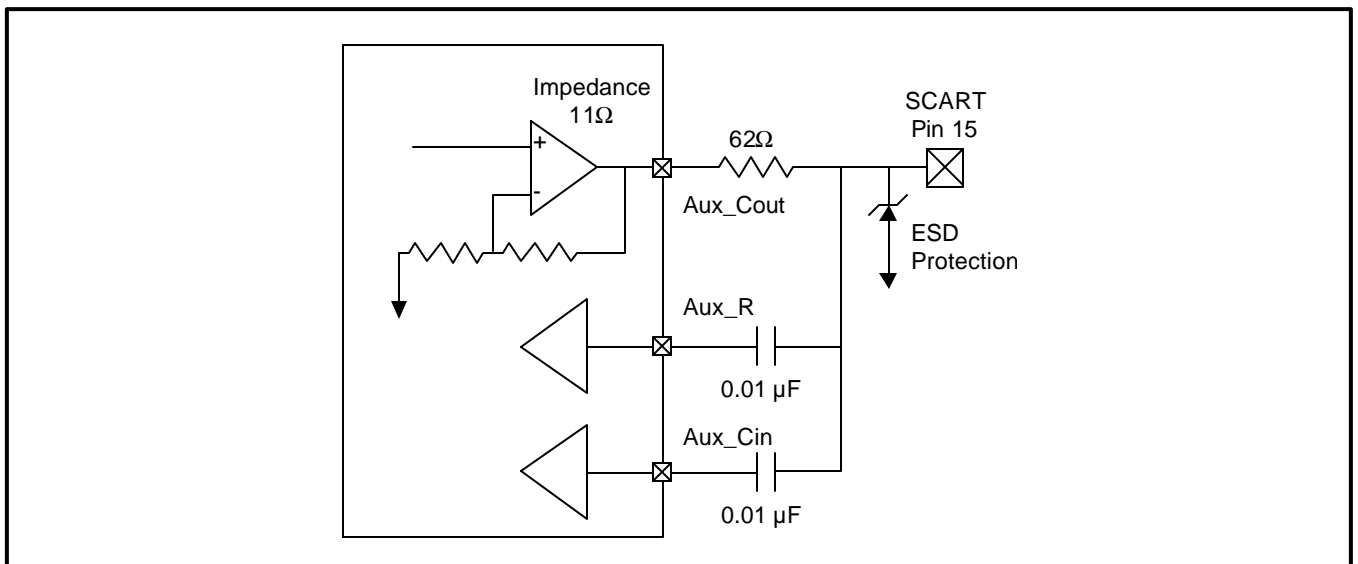 Impedance
11Ω
SCART
Pin 15
62Ω
+
-
Aux_Cout
ESD
Protection
Aux_R
0.01 µF
Aux_Cin
0.01 µF